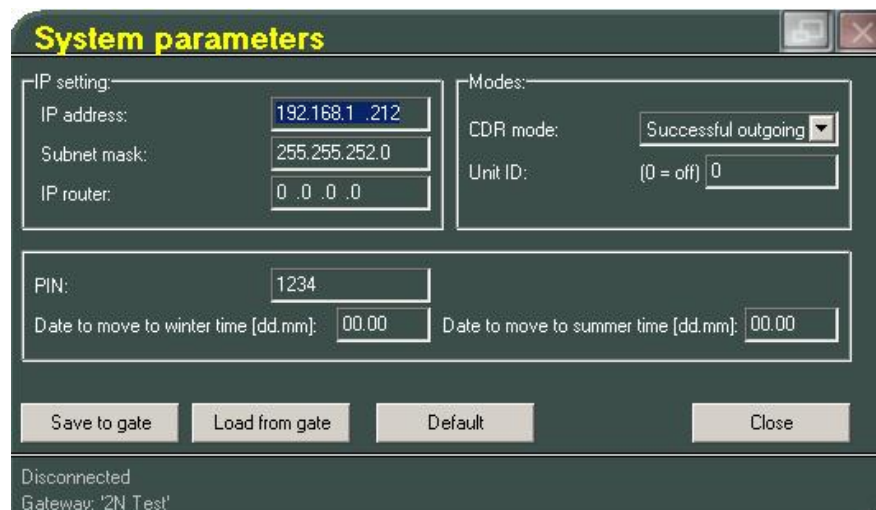 System parameters
IP setting:
IP address: 192.168.1 .212
Subnet mask: 255.255.252.0
IP router: 0 .0 .0 .0
Modes:
CDR mode: Successful outgoing
Unit ID: (0 = off) 0
PIN: 1234
Date to move to winter time [dd.mm]: 00.00 Date to move to summer time [dd.mm]: 00.00
Save to gate Load from gate Default Close
Disconnected
Gateway: '2N Test'